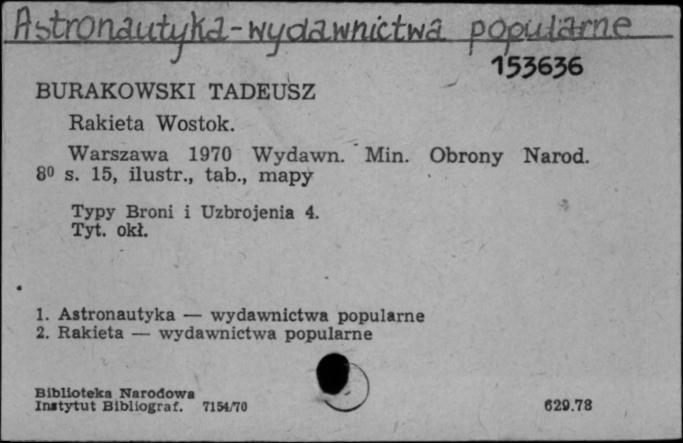 Astronautyka-wydawnictwa popularne
153636
BURAKOWSKI TADEUSZ
Rakieta Wostok.
Warszawa 1970 Wydawn. Min. Obrony Narod.
8⁰ s. 15, ilustr., tab., mapy
Typy Broni i Uzbrojenia 4.
Tyt. okł.
1. Astronautyka — wydawnictwa popularne
2. Rakieta — wydawnictwa popularne
Biblioteka Narodowa
Instytut Bibliograf. 7154/70
629.78